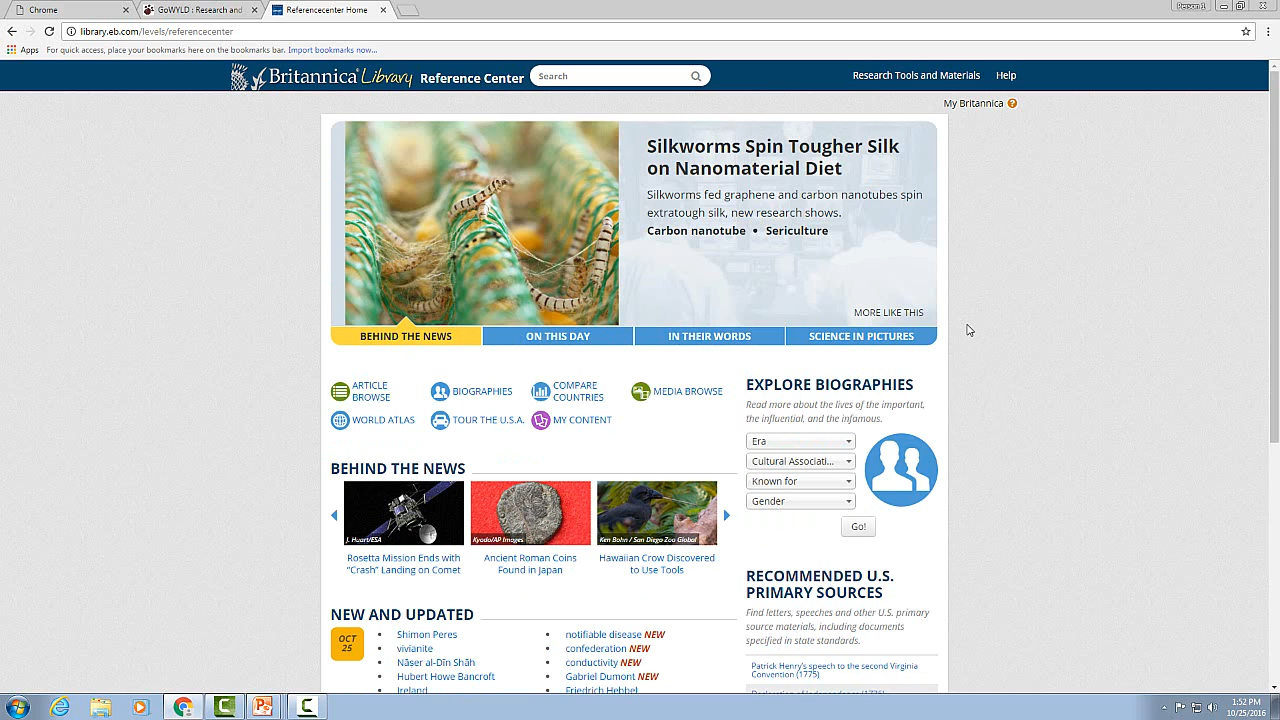 Chrome
GoWYLD : Research and
Referencecenter Home
Person 1
library.eb.com/levels/referencecenter
Apps
For quick access, place your bookmarks here on the bookmarks bar. Import bookmarks now...
Britannica Library Reference Center
Search
Research Tools and Materials
Help
My Britannica
Silkworms Spin Tougher Silk
on Nanomaterial Diet
Silkworms fed graphene and carbon nanotubes spin
extratough silk, new research shows.
Carbon nanotube • Sericulture
MORE LIKE THIS
BEHIND THE NEWS
ON THIS DAY
IN THEIR WORDS
SCIENCE IN PICTURES
ARTICLE
BROWSE
BIOGRAPHIES
COMPARE
COUNTRIES
MEDIA BROWSE
WORLD ATLAS
TOUR THE U.S.A.
MY CONTENT
BEHIND THE NEWS
J. Huart/ESA
Kyodo/AP Images
Ken Bohn / San Diego Zoo Global
Rosetta Mission Ends with
“Crash” Landing on Comet
Ancient Roman Coins
Found in Japan
Hawaiian Crow Discovered
to Use Tools
NEW AND UPDATED
OCT
25
• Shimon Peres
• vivianite
• Nāṣer al-Dīn Shāh
• Hubert Howe Bancroft
• Ireland
• notifiable disease NEW
• confederation NEW
• conductivity NEW
• Gabriel Dumont NEW
• Friedrich Hebbel
EXPLORE BIOGRAPHIES
Read more about the lives of the important,
the influential, and the infamous.
Era
Cultural Associati...
Known for
Gender
Go!
RECOMMENDED U.S.
PRIMARY SOURCES
Find letters, speeches and other U.S. primary
source materials, including documents
specified in state standards.
Patrick Henry's speech to the second Virginia
Convention (1775)
Declaration of Independence (1776)
1:52 PM
10/25/2016